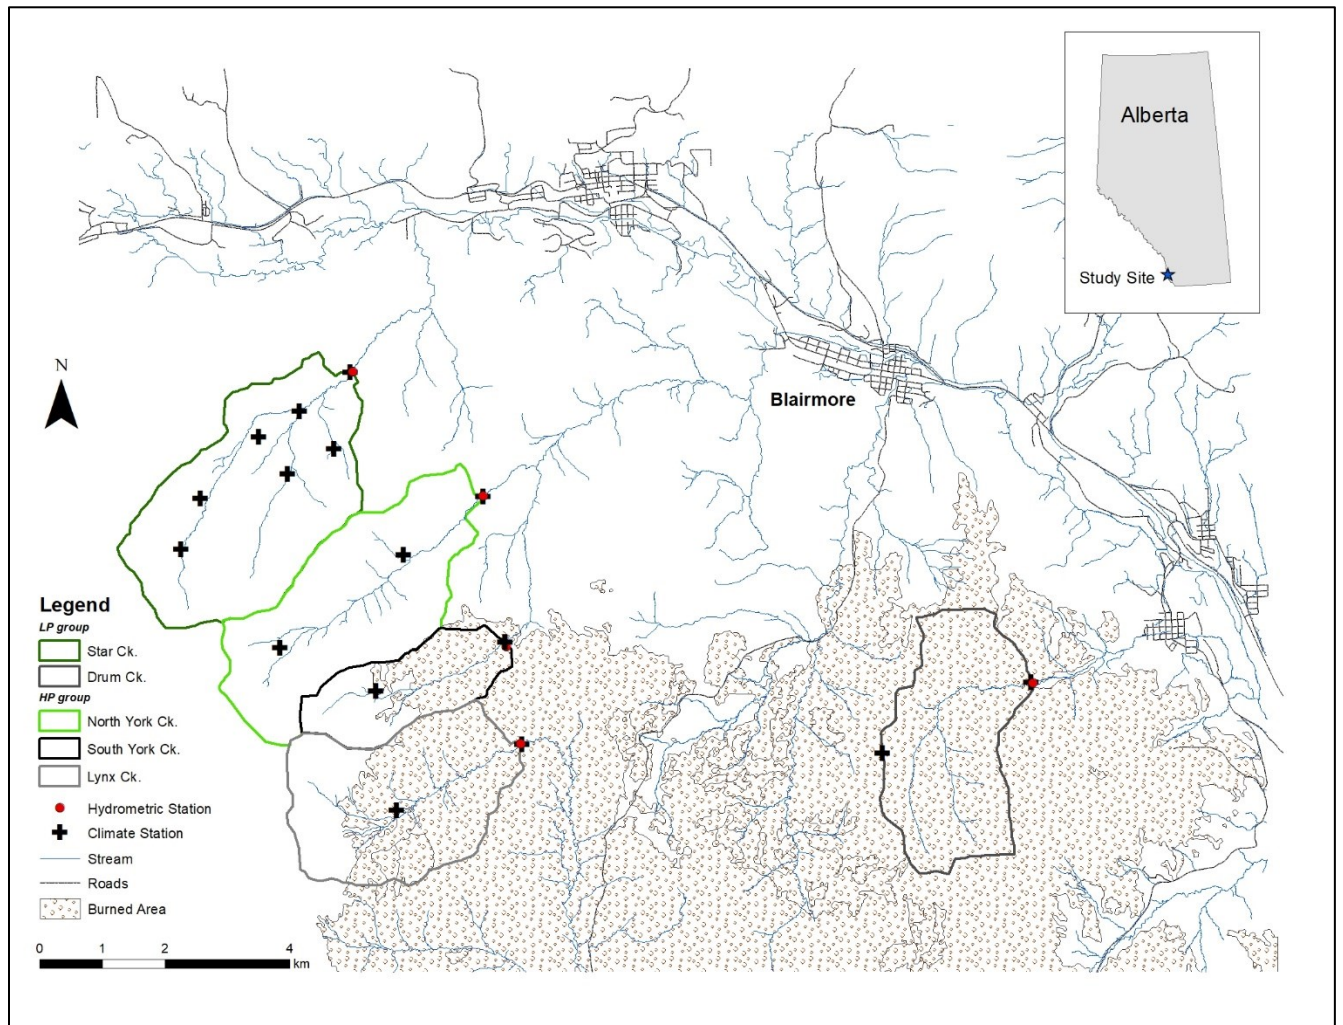 Alberta
Study Site
N
Blairmore
Legend
LP group
Star Ck.
Drum Ck.
HP group
North York Ck.
South York Ck.
Lynx Ck.
Hydrometric Station
Climate Station
Stream
Roads
Burned Area
0 1 2 4
km